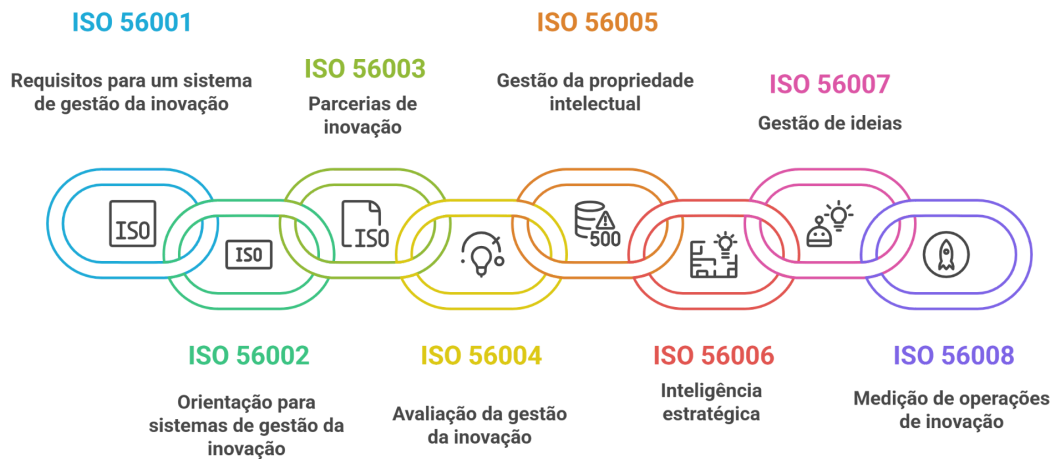 ISO 56001
Requisitos para um sistema
de gestão da inovação
ISO 56003
Parcerias de
inovação
ISO 56005
Gestão da propriedade
intelectual
ISO 56007
Gestão de ideias
ISO
ISO
ISO
500
ISO 56002
Orientação para
sistemas de gestão da
inovação
ISO 56004
Avaliação da gestão
da inovação
ISO 56006
Inteligência
estratégica
ISO 56008
Medição de operações
de inovação